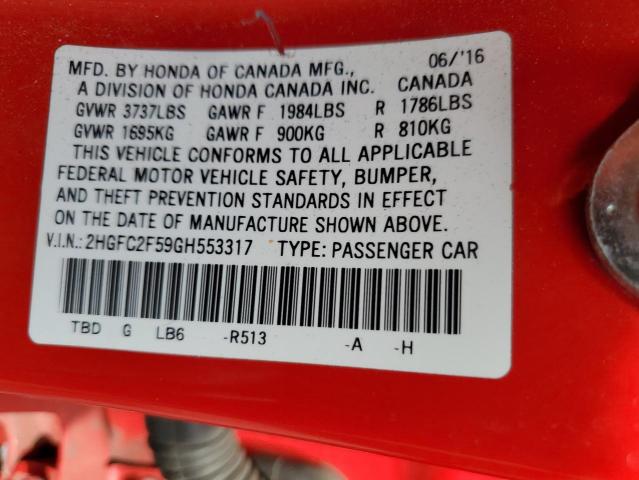 06/'16
MFD. BY HONDA OF CANADA MFG., CANADA
A DIVISION OF HONDA CANADA INC.
GVWR 3737LBS GAWR F 1984LBS R 1786LBS
GVWR 1695KG GAWR F 900KG R 810KG
THIS VEHICLE CONFORMS TO ALL APPLICABLE
FEDERAL MOTOR VEHICLE SAFETY, BUMPER,
AND THEFT PREVENTION STANDARDS IN EFFECT
ON THE DATE OF MANUFACTURE SHOWN ABOVE.
V.I.N.: 2HGFC2F59GH553317 TYPE: PASSENGER CAR
TBD G LB6 -R513 -A -H